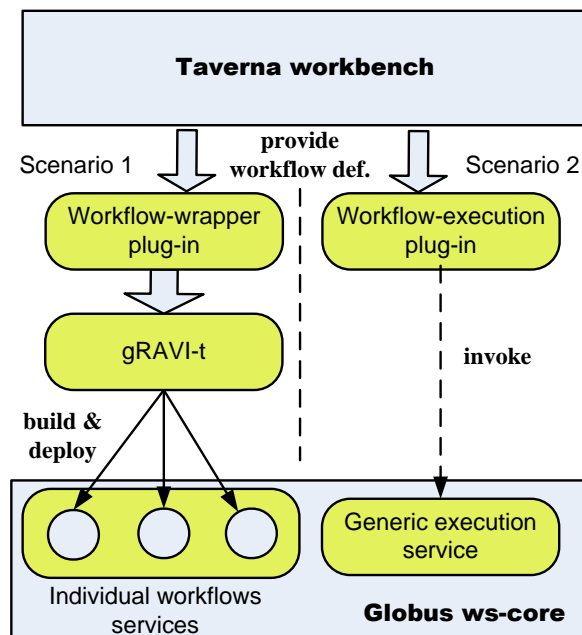 Taverna workbench
Scenario 1
provide
workflow def.
Scenario 2
Workflow-wrapper
plug-in
Workflow-execution
plug-in
gRAVI-t
invoke
build &
deploy
Generic execution
service
Individual workflows
services
Globus ws-core